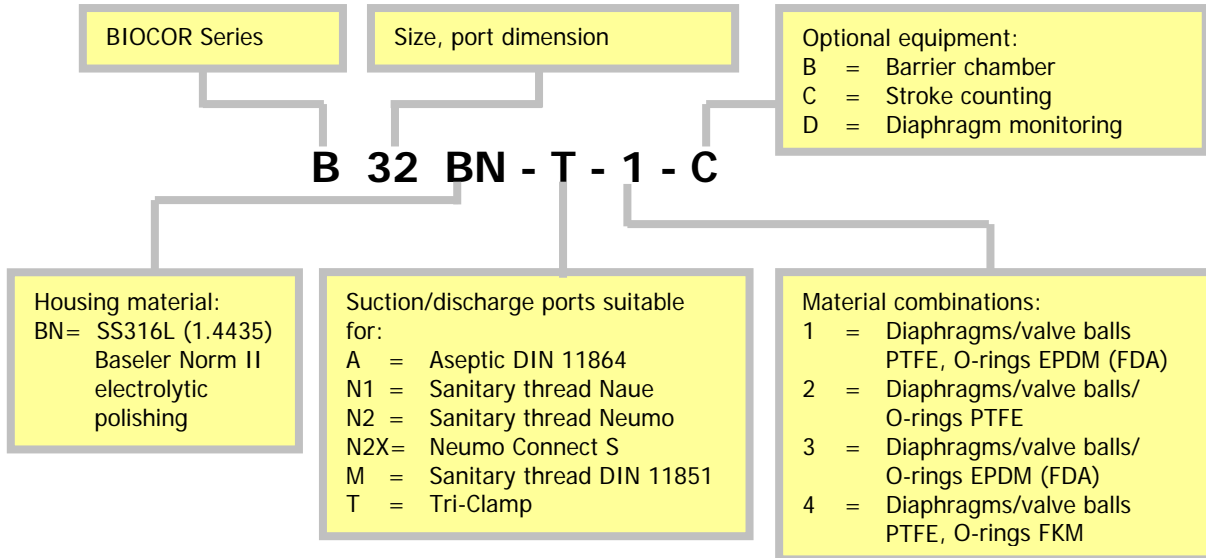 BIOCOR Series
Size, port dimension
Optional equipment:
B = Barrier chamber
C = Stroke counting
D = Diaphragm monitoring
B 32 BN - T - 1 - C
Housing material:
BN= SS316L (1.4435)
Baseler Norm II
electrolytic
polishing
Suction/discharge ports suitable
for:
A = Aseptic DIN 11864
N1 = Sanitary thread Naue
N2 = Sanitary thread Neumo
N2X= Neumo Connect S
M = Sanitary thread DIN 11851
T = Tri-Clamp
Material combinations:
1 = Diaphragms/valve balls
PTFE, O-rings EPDM (FDA)
2 = Diaphragms/valve balls/
O-rings PTFE
3 = Diaphragms/valve balls/
O-rings EPDM (FDA)
4 = Diaphragms/valve balls
PTFE, O-rings FKM